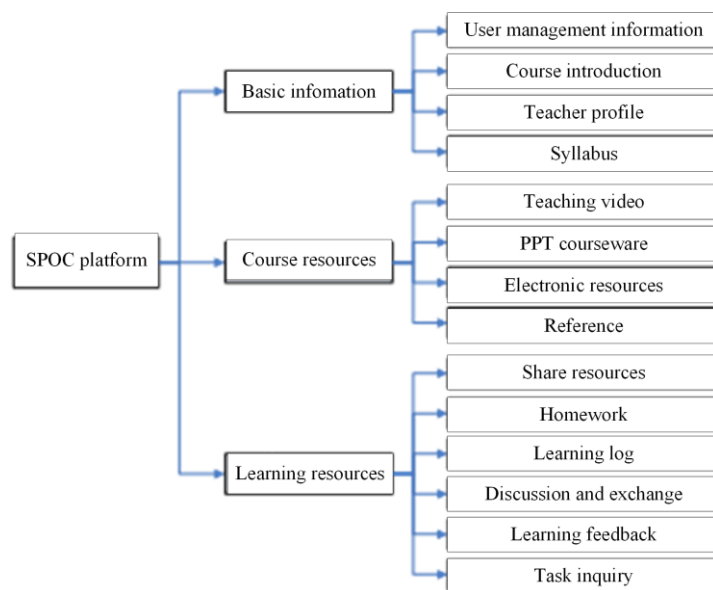 User management information
Basic infomation
Course introduction
Teacher profile
Syllabus
SPOC platform
Course resources
Teaching video
PPT courseware
Electronic resources
Reference
Learning resources
Share resources
Homework
Learning log
Discussion and exchange
Learning feedback
Task inquiry